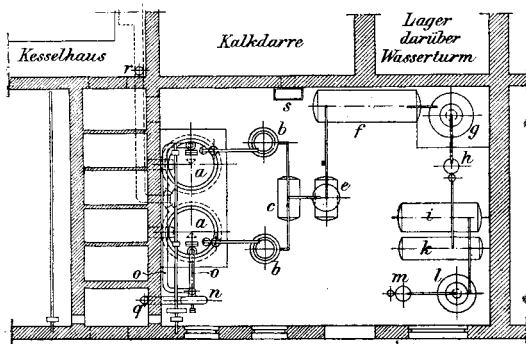 Kesselhaus
Kalkdarre
Lager
darüber
Wasserturm
r
s
f
g
b
h
a
e
c
i
a
k
b
l
m
o
o
n
q